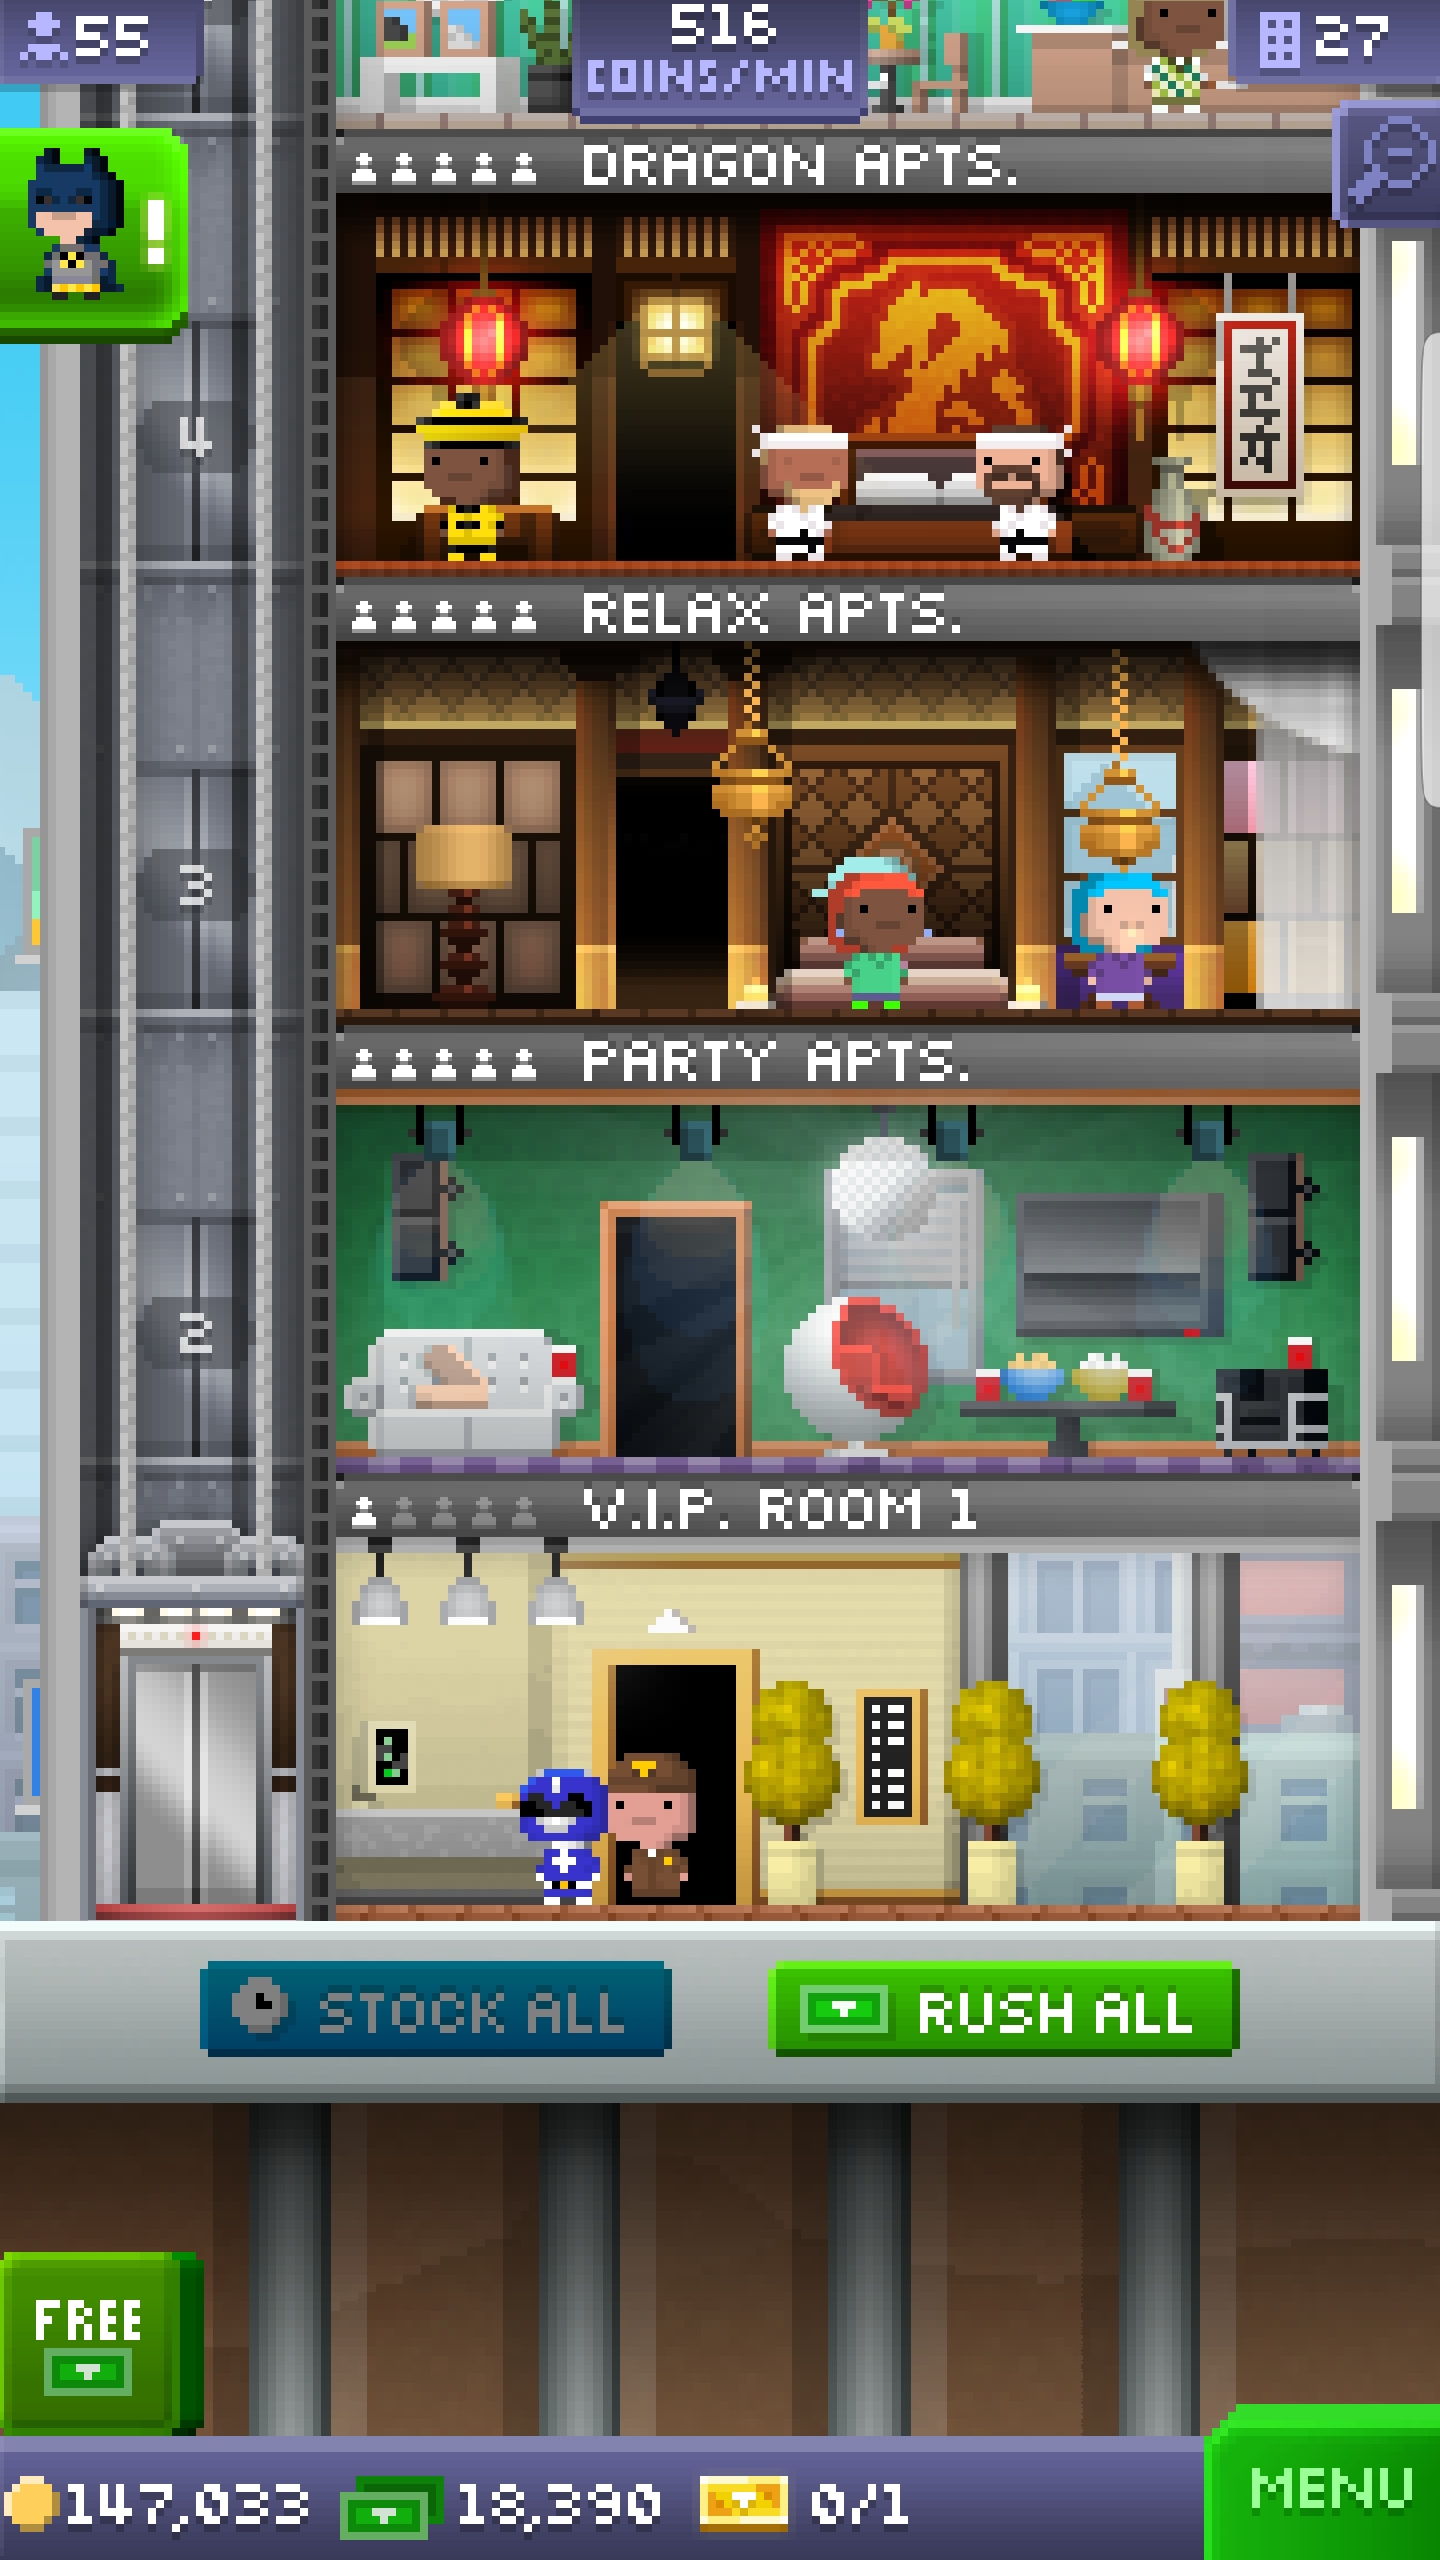 55
516
COINS/MIN
27
!
DRAGON APTS.
4
RELAX APTS.
3
PARTY APTS.
2
V.I.P. ROOM 1
STOCK ALL
RUSH ALL
FREE
147,033
18,390
0/1
MENU